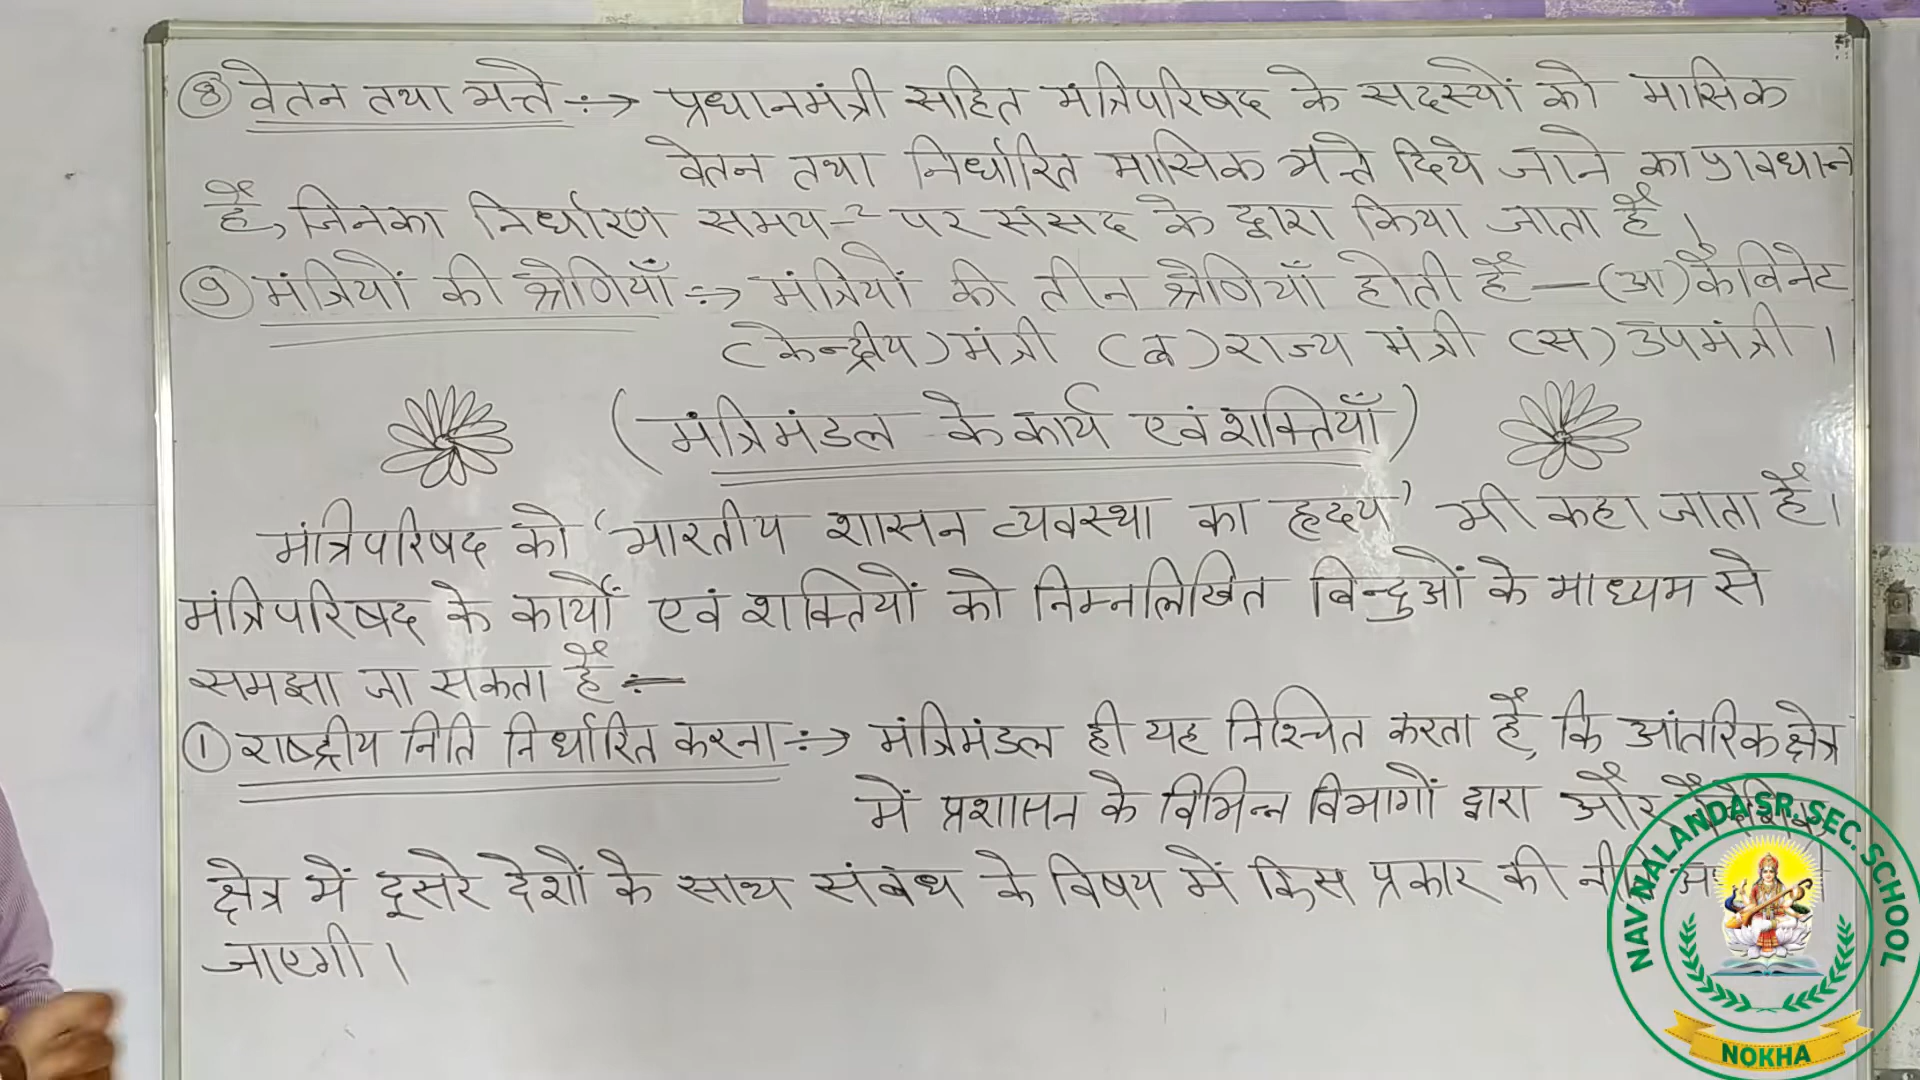 ⑧ वेतन तथा भत्ते ÷→ प्रधानमंत्री सहित मंत्रिपरिषद के सदस्यों को मासिक
वेतन तथा निर्धारित मासिक भत्ते दिये जाने का प्रावधान
है, जिनका निर्धारण समय-२ पर संसद के द्वारा किया जाता है।
⑨ मंत्रियों की श्रेणियाँ ÷→ मंत्रियों की तीन श्रेणियाँ होती हैं — (अ) कैबिनेट
(केन्द्रीय) मंत्री (ब) राज्य मंत्री (स) उपमंत्री।
(मंत्रिमंडल के कार्य एवं शक्तियाँ)
मंत्रिपरिषद को 'भारतीय शासन व्यवस्था का हृदय' भी कहा जाता है।
मंत्रिपरिषद के कार्यों एवं शक्तियों को निम्नलिखित बिन्दुओं के माध्यम से
समझा जा सकता है ÷
① राष्ट्रीय निति निर्धारित करना ÷→ मंत्रिमंडल ही यह निश्चित करता है, कि आंतरिक क्षेत्र
में प्रशासन के विभिन्न विभागों द्वारा और
क्षेत्र में दूसरे देशों के साथ संबंध के विषय में किस प्रकार की
जाएगी।
NAV NALANDA SR. SEC. SCHOOL
NOKHA